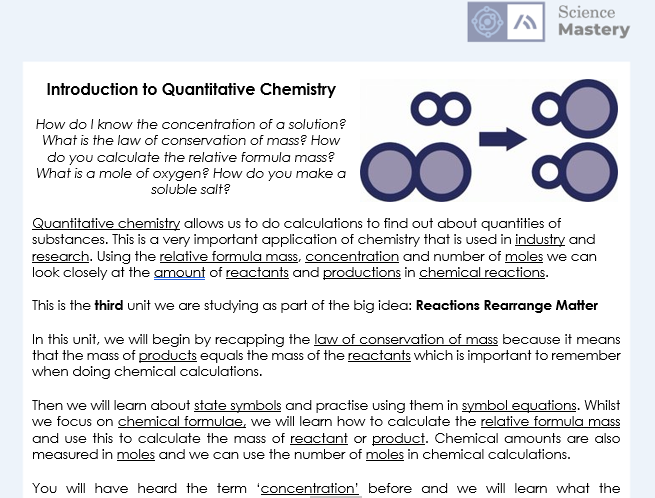 Science
Mastery
Introduction to Quantitative Chemistry
How do I know the concentration of a solution?
What is the law of conservation of mass? How
do you calculate the relative formula mass?
What is a mole of oxygen? How do you make a
soluble salt?
Quantitative chemistry allows us to do calculations to find out about quantities of
substances. This is a very important application of chemistry that is used in industry and
research. Using the relative formula mass, concentration and number of moles we can
look closely at the amount of reactants and productions in chemical reactions.
This is the third unit we are studying as part of the big idea: Reactions Rearrange Matter
In this unit, we will begin by recapping the law of conservation of mass because it means
that the mass of products equals the mass of the reactants which is important to remember
when doing chemical calculations.
Then we will learn about state symbols and practise using them in symbol equations. Whilst
we focus on chemical formulae, we will learn how to calculate the relative formula mass
and use this to calculate the mass of reactant or product. Chemical amounts are also
measured in moles and we can use the number of moles in chemical calculations.
You will have heard the term ‘concentration’ before and we will learn what the